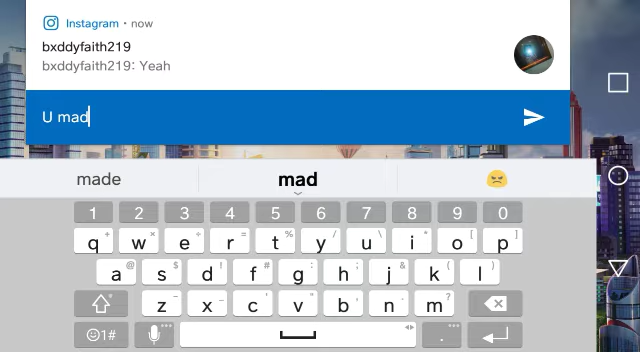 Instagram • now
bxddyfaith219
bxddyfaith219: Yeah
U mad
made mad
1 2 3 4 5 6 7 8 9 0
q w e r t y u i o p
a s d f g h j k l
z x c v b n m
☺1# .